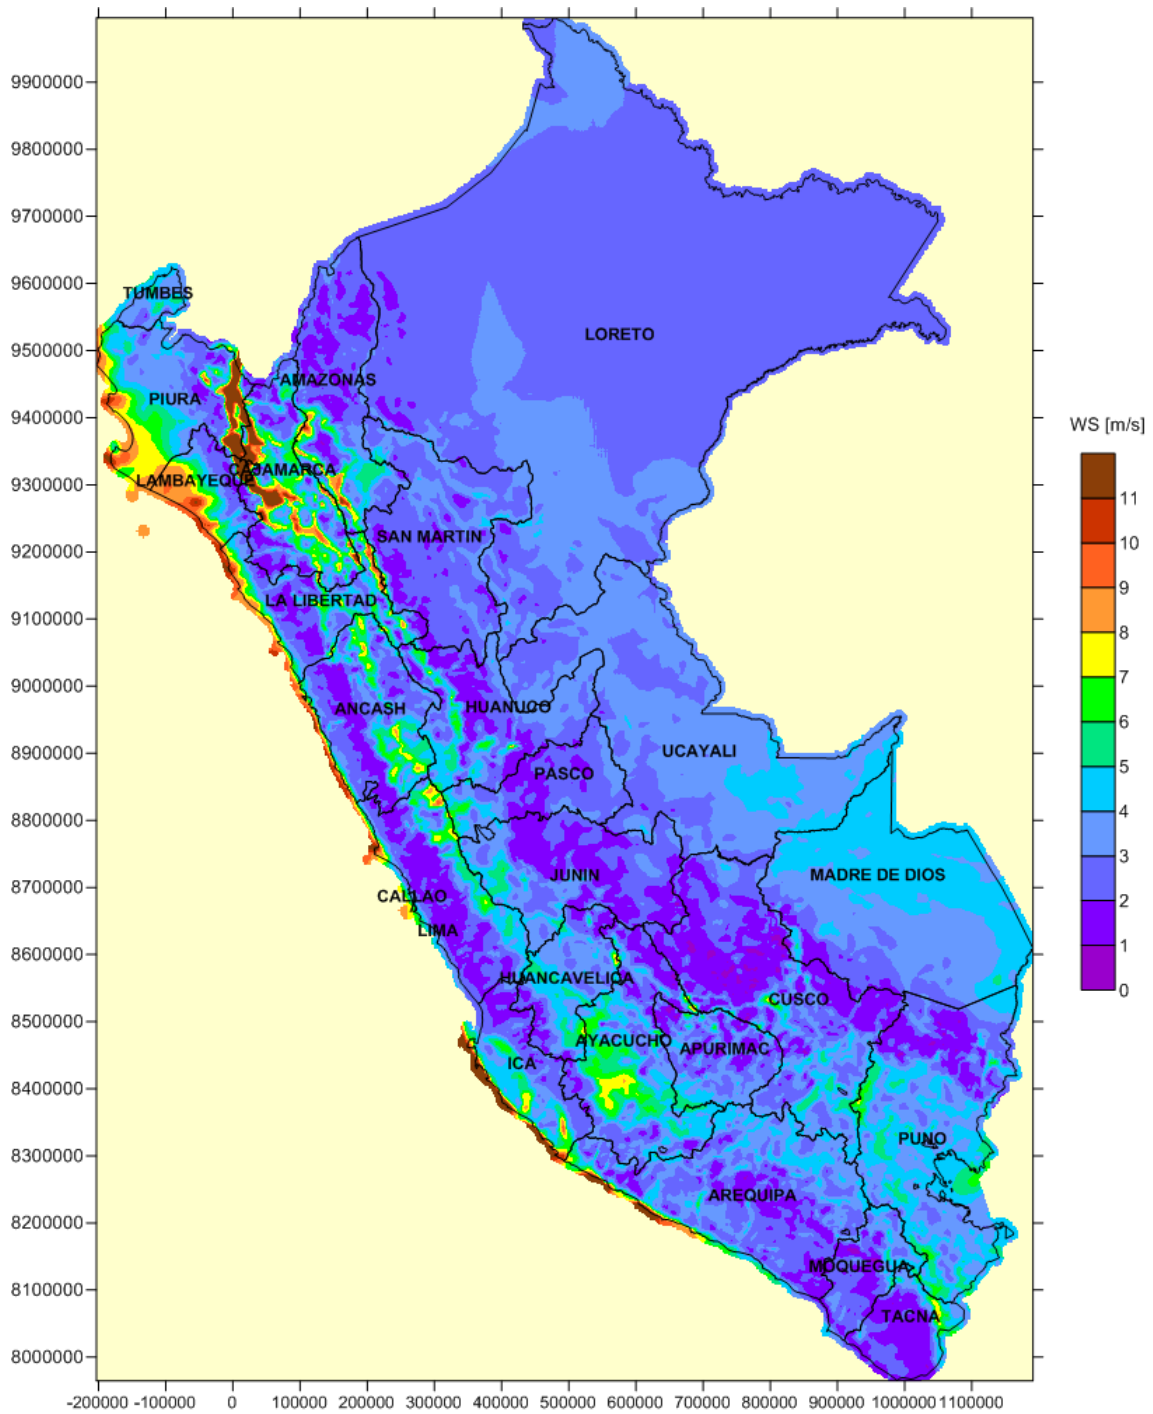 9900000
9800000
9700000
9600000
9500000
9400000
9300000
9200000
9100000
9000000
8900000
8800000
8700000
8600000
8500000
8400000
8300000
8200000
8100000
8000000
-200000 -100000 0 100000 200000 300000 400000 500000 600000 700000 800000 900000 1000000 1100000
TUMBES
LORETO
AMAZONAS
PIURA
CAJAMARCA
LAMBAYEQUE
SAN MARTIN
LA LIBERTAD
ANCASH
HUANUCO
UCAYALI
PASCO
JUNIN
MADRE DE DIOS
CALLAO
LIMA
HUANCAVELICA
CUSCO
AYACUCHO
APURIMAC
ICA
PUNO
AREQUIPA
MOQUEGUA
TACNA
WS [m/s]
11
10
9
8
7
6
5
4
3
2
1
0